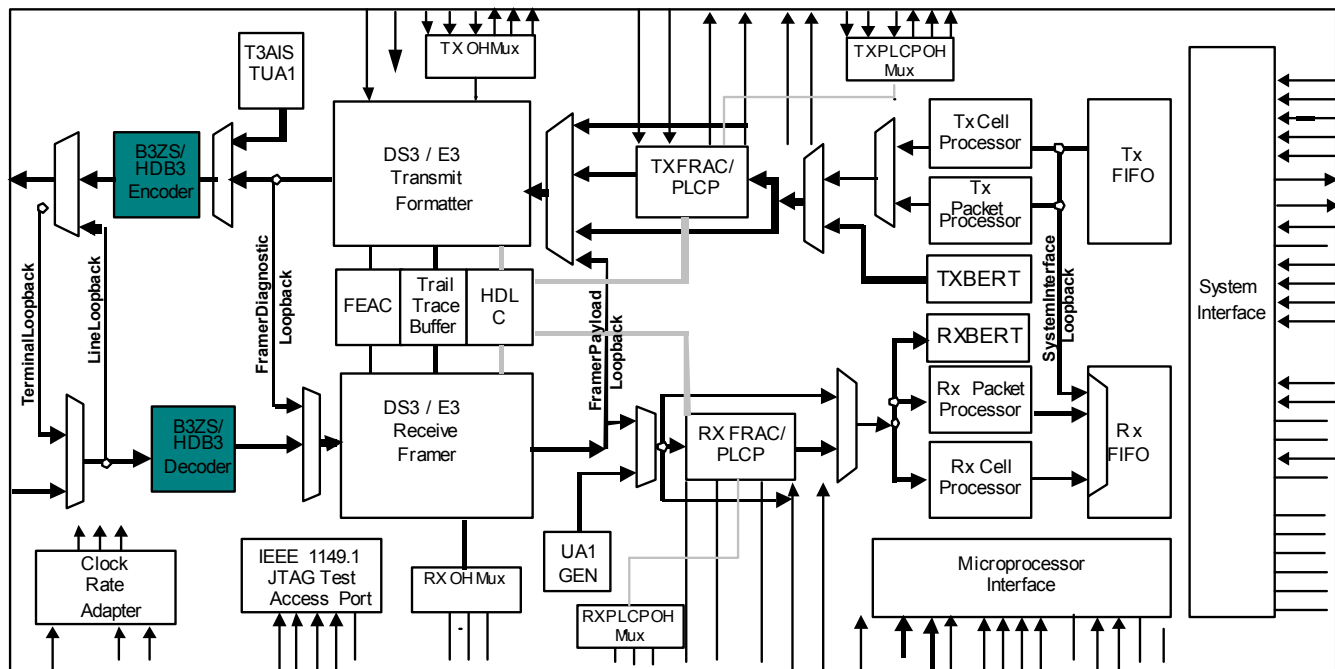 T3AIS
TUA1
TX OHMux
TXPLCPOH
Mux
B3ZS/
HDB3
Encoder
DS3 / E3
Transmit
Formatter
TXFRAC/
PLCP
Tx Cell
Processor
Tx
Packet
Processor
Tx
FIFO
TXBERT
System
Interface
TerminalLoopback
LineLoopback
FramerDiagnostic
Loopback
FEAC
Trail
Trace
Buffer
HDL
C
FramerPayload
Loopback
SystemInterface
Loopback
RXBERT
B3ZS/
HDB3
Decoder
DS3 / E3
Receive
Framer
RX FRAC/
PLCP
Rx Packet
Processor
Rx Cell
Processor
Rx
FIFO
Clock
Rate
Adapter
IEEE 1149.1
JTAG Test
Access Port
RX OHMux
UA1
GEN
RXPLCPOH
Mux
Microprocessor
Interface